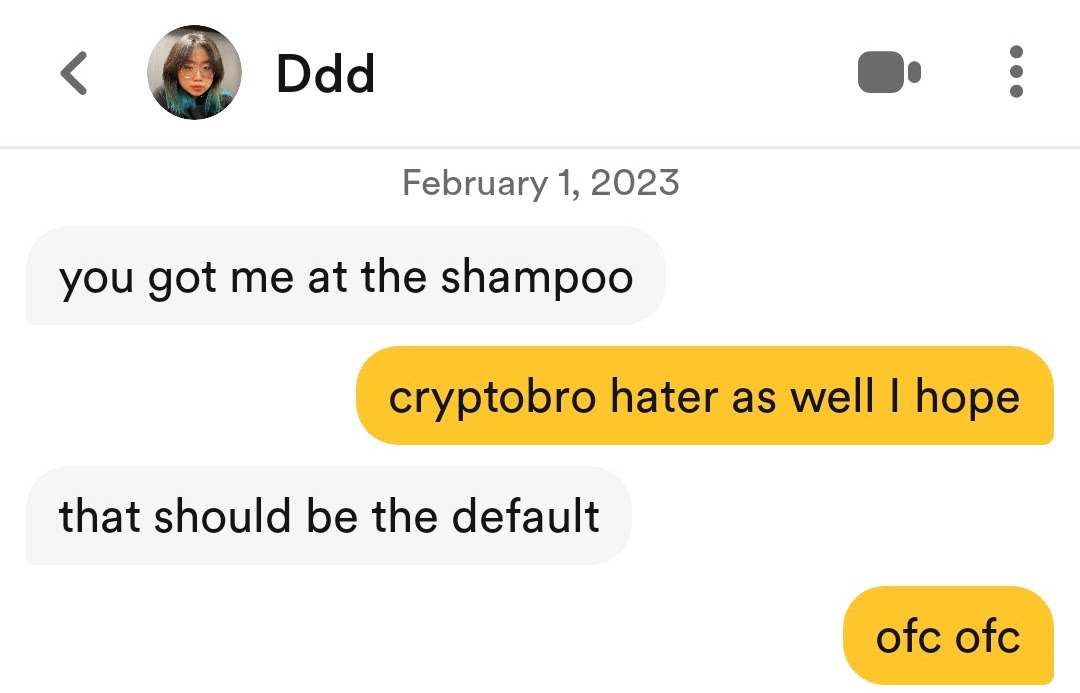 Ddd
February 1, 2023
you got me at the shampoo
cryptobro hater as well I hope
that should be the default
ofc ofc